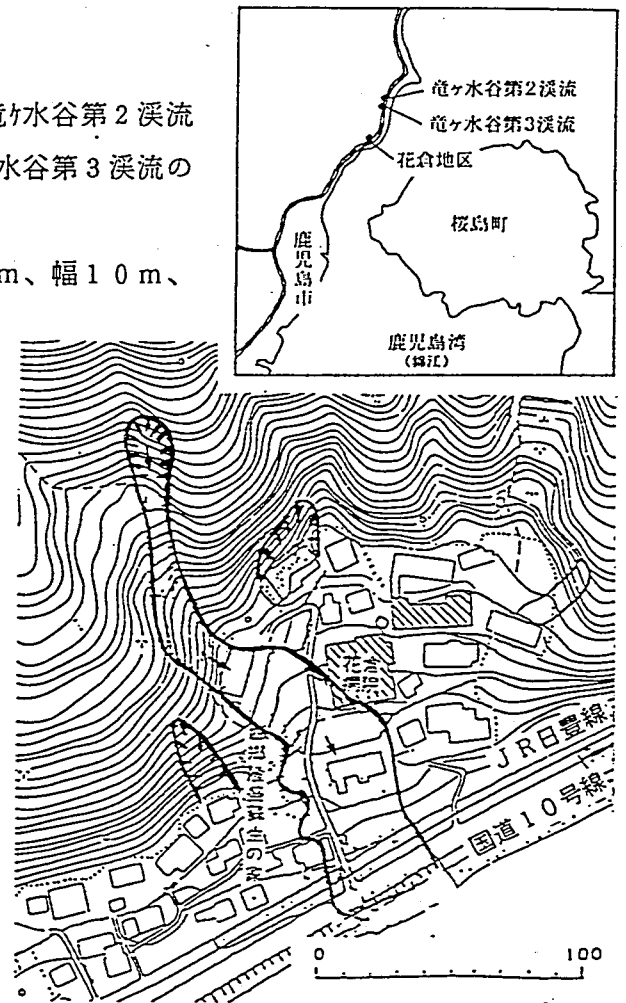 竜ケ水谷第2渓流
水谷第3渓流の
m、幅10m、
竜ヶ水谷第2渓流
竜ヶ水谷第3渓流
花倉地区
桜島町
鹿児島市
鹿児島湾
(錦江)
JR日豊線
国道10号線
0 100